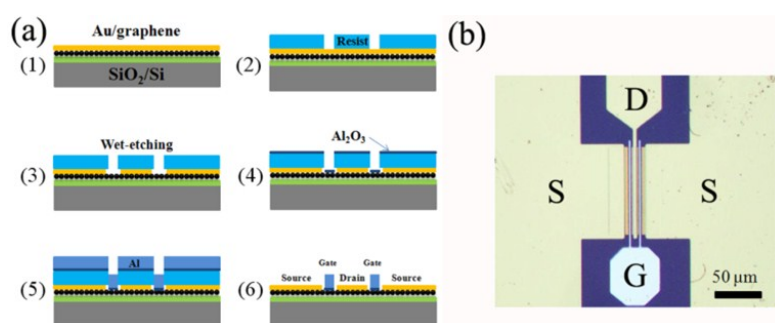 (a)
Au/graphene
(1)
SiO₂/Si
(2)
Resist
Wet-etching
(3)
Al₂O₃
(4)
(5)
Al
Gate
Gate
Source
Drain
Source
(6)
(b)
D
S
S
G
50 μm